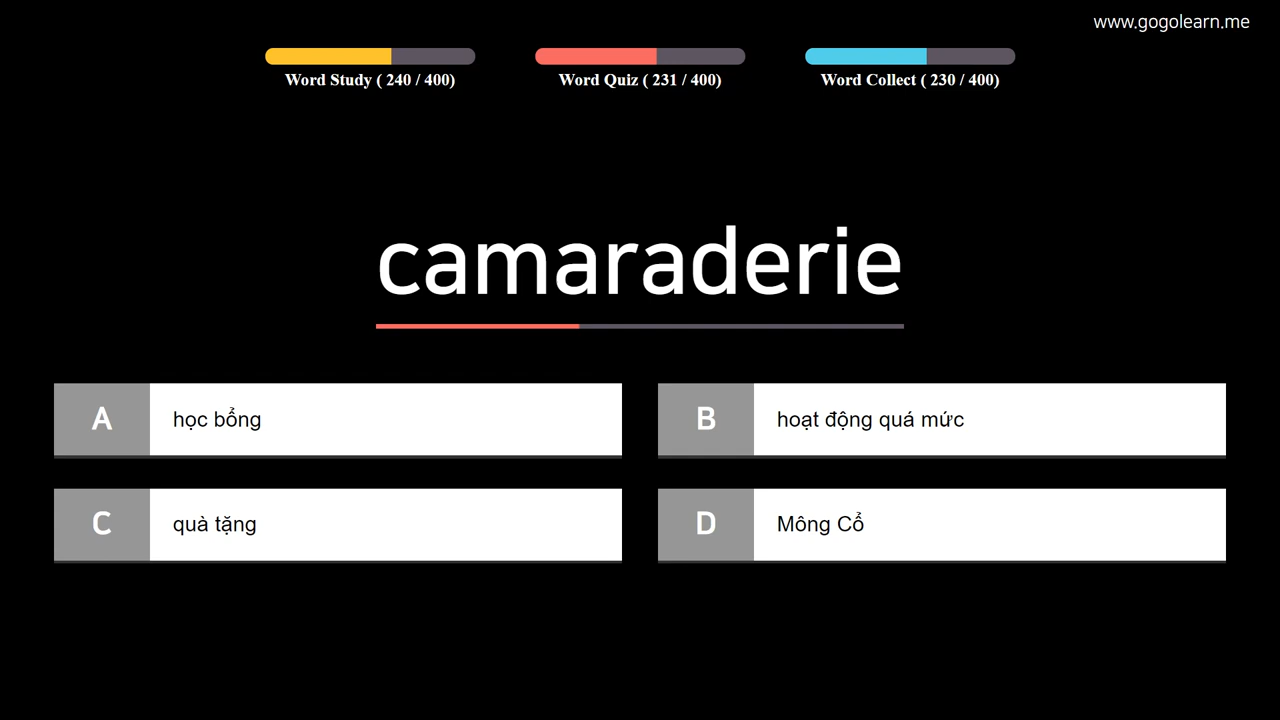 www.gogolearn.me
Word Study ( 240 / 400)
Word Quiz ( 231 / 400)
Word Collect ( 230 / 400)
camaraderie
A học bổng
B hoạt động quá mức
C quà tặng
D Mông Cổ